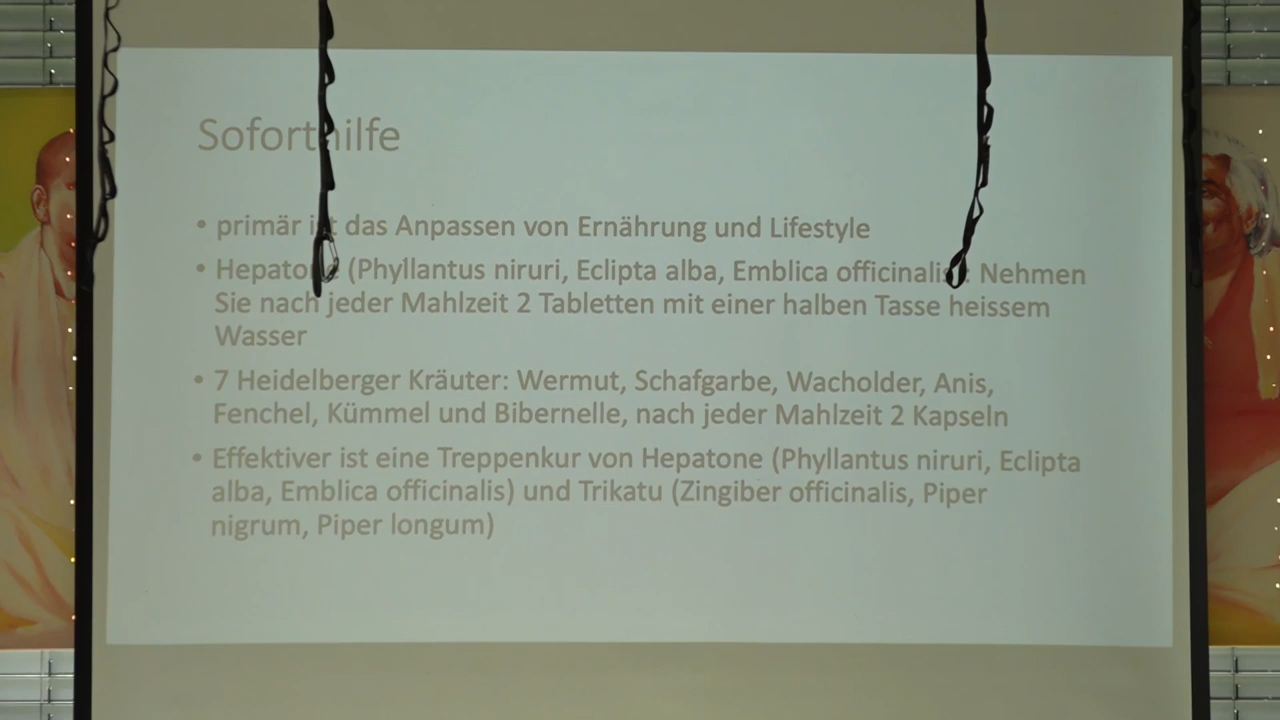 Soforthilfe
• primär ist das Anpassen von Ernährung und Lifestyle
• Hepatone (Phyllantus niruri, Eclipta alba, Emblica officinalis): Nehmen
Sie nach jeder Mahlzeit 2 Tabletten mit einer halben Tasse heissem
Wasser
• 7 Heidelberger Kräuter: Wermut, Schafgarbe, Wacholder, Anis,
Fenchel, Kümmel und Bibernelle, nach jeder Mahlzeit 2 Kapseln
• Effektiver ist eine Treppenkur von Hepatone (Phyllantus niruri, Eclipta
alba, Emblica officinalis) und Trikatu (Zingiber officinalis, Piper
nigrum, Piper longum)